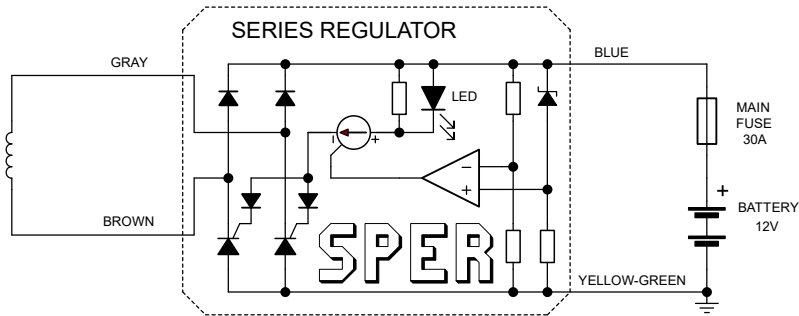 SERIES REGULATOR
GRAY
BLUE
LED
MAIN
FUSE
30A
BROWN
BATTERY
12V
SPER
YELLOW-GREEN